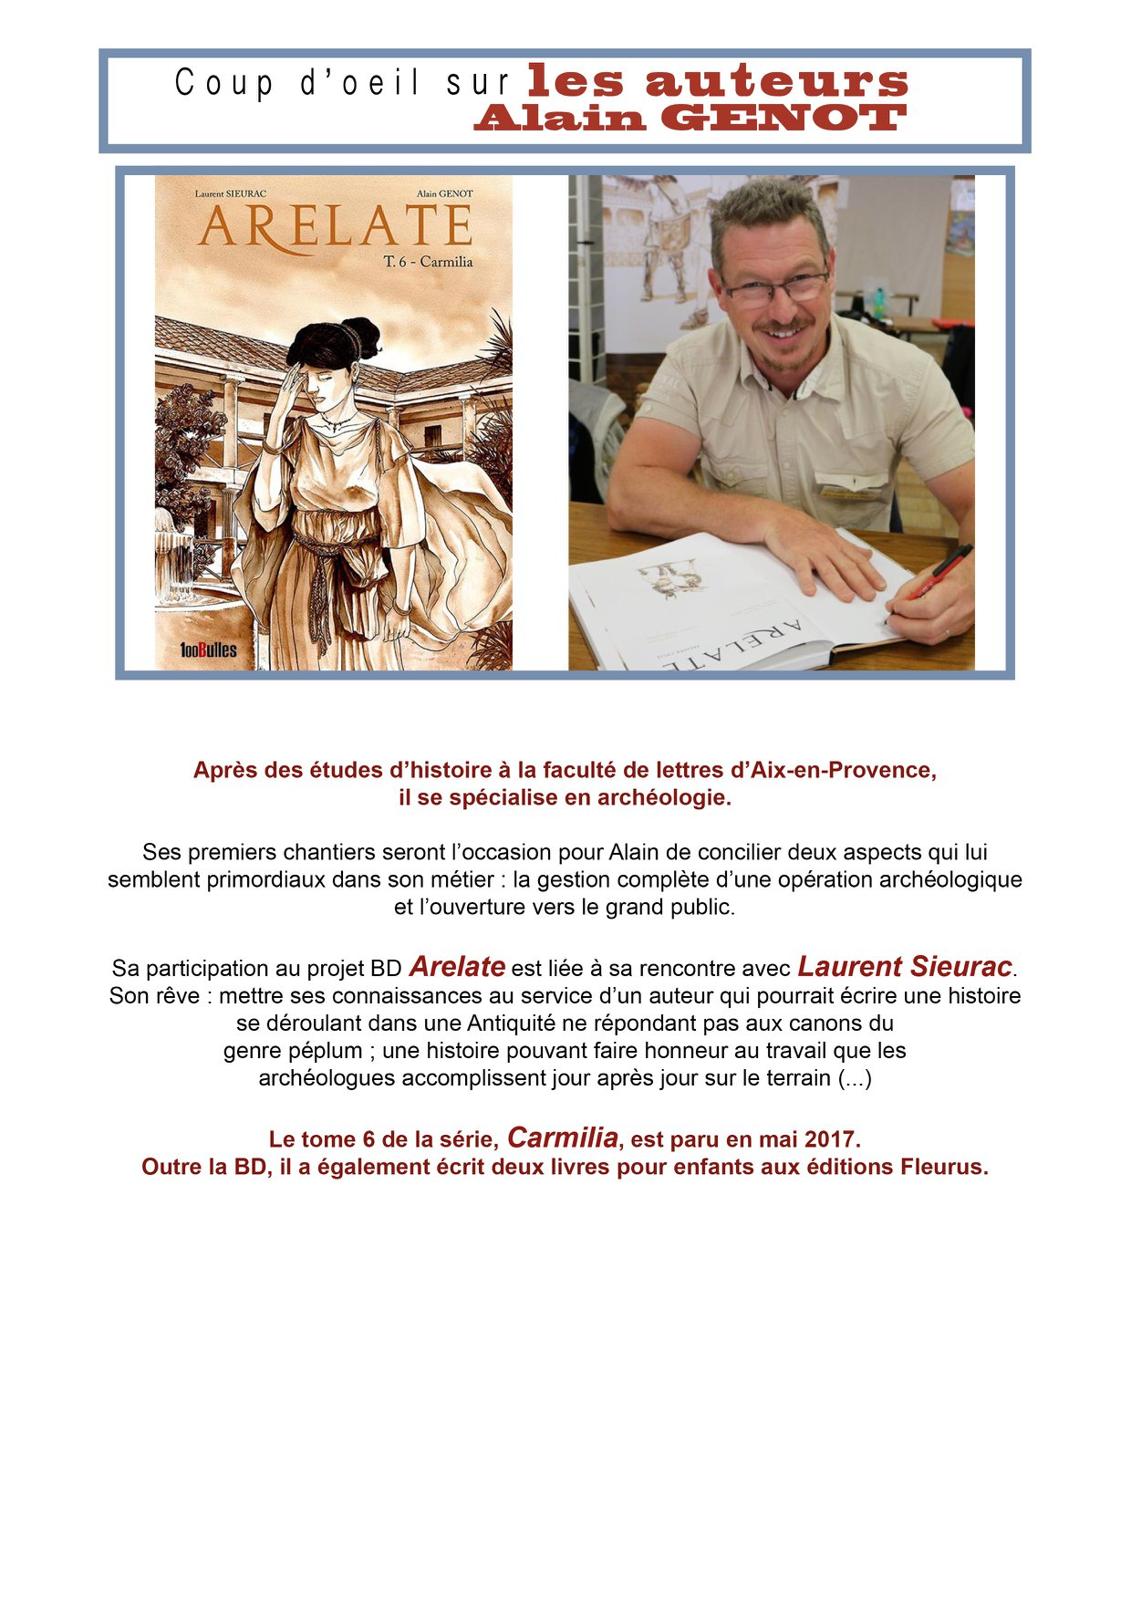 Coup d'oeil sur les auteurs
Alain GENOT
Laurent SIEURAC Alain GENOT
ARELATE
T. 6 - Carmilia
100Bulles
ARELATE
Après des études d'histoire à la faculté de lettres d'Aix-en-Provence,
il se spécialise en archéologie.
Ses premiers chantiers seront l'occasion pour Alain de concilier deux aspects qui lui
semblent primordiaux dans son métier : la gestion complète d'une opération archéologique
et l'ouverture vers le grand public.
Sa participation au projet BD Arelate est liée à sa rencontre avec Laurent Sieurac.
Son rêve : mettre ses connaissances au service d'un auteur qui pourrait écrire une histoire
se déroulant dans une Antiquité ne répondant pas aux canons du
genre péplum ; une histoire pouvant faire honneur au travail que les
archéologues accomplissent jour après jour sur le terrain (...)
Le tome 6 de la série, Carmilia, est paru en mai 2017.
Outre la BD, il a également écrit deux livres pour enfants aux éditions Fleurus.